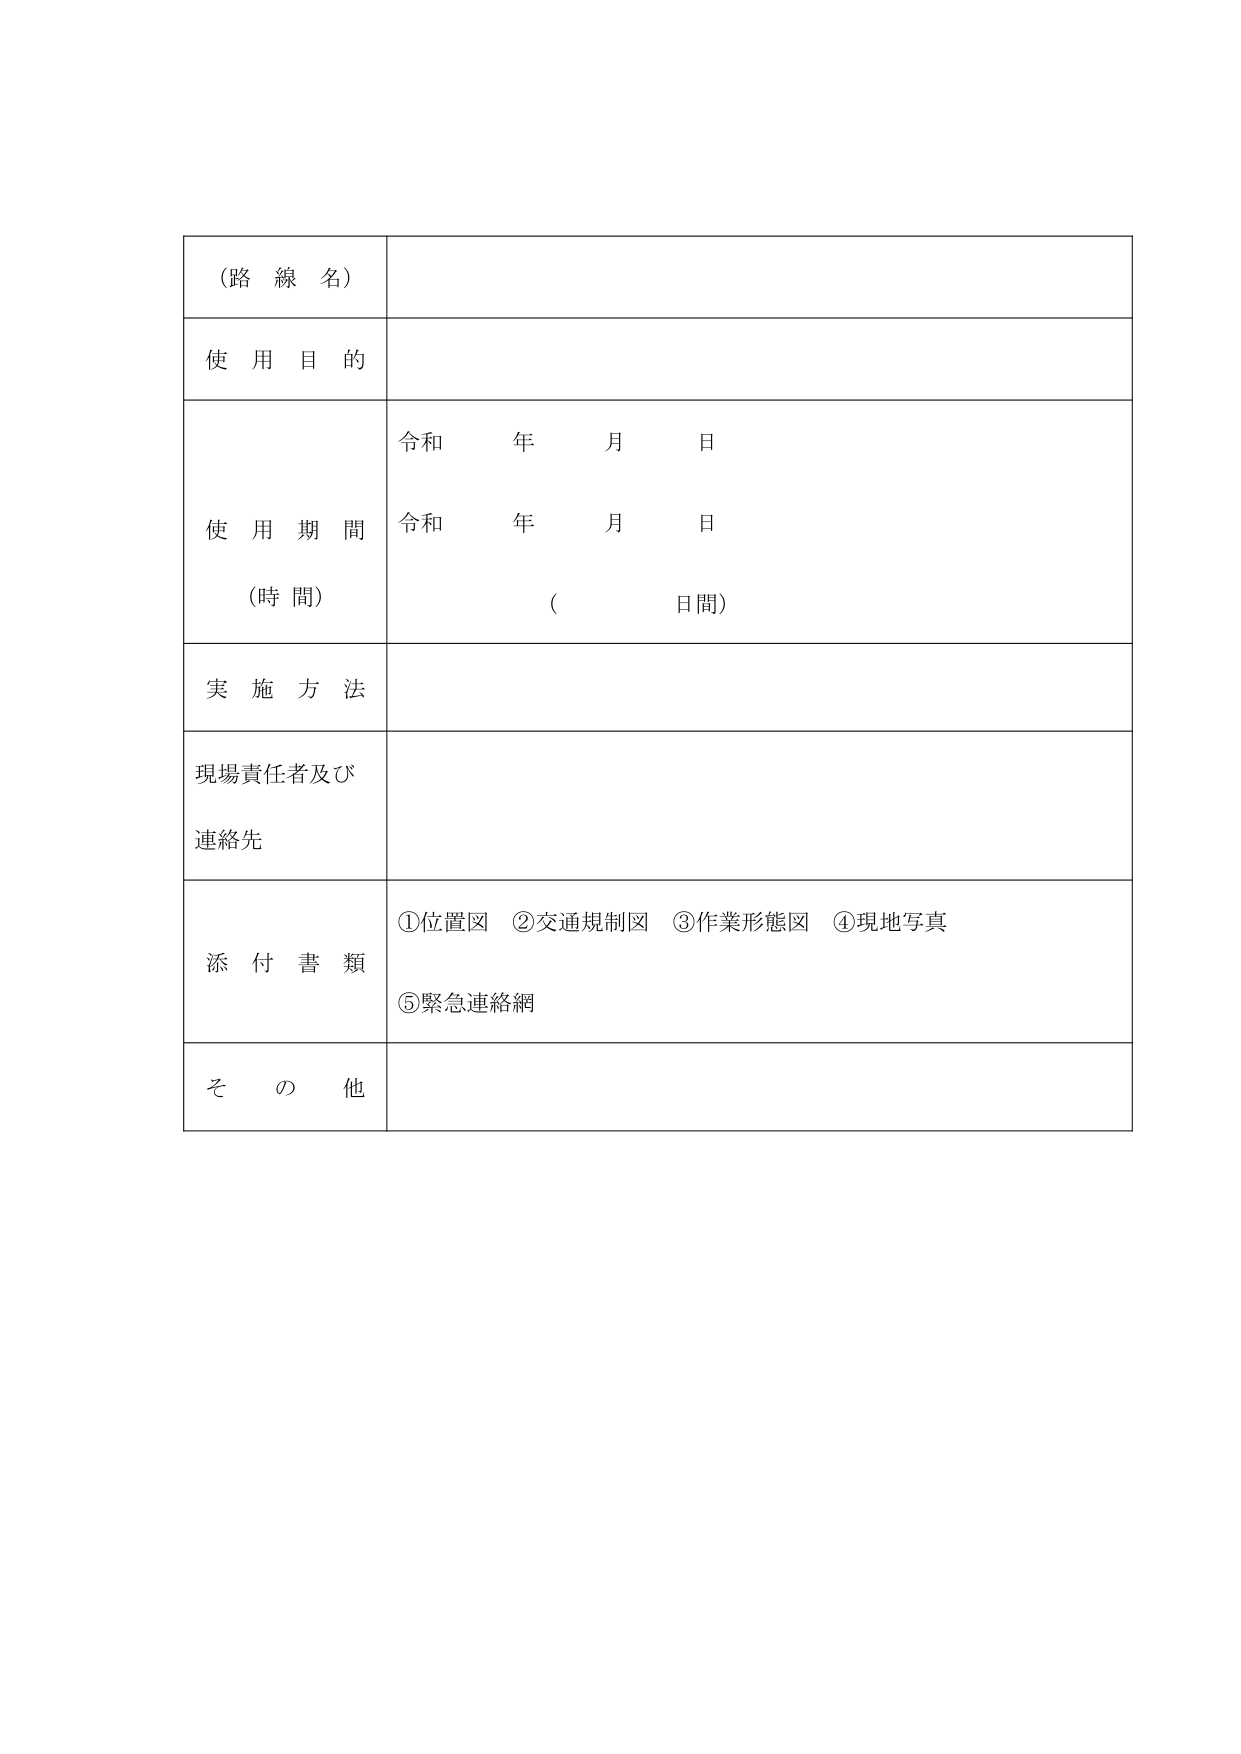 （路　線　名）
使　用　目　的
令和　　　年　　　月　　　日
令和　　　年　　　月　　　日
使　用　期　間
（時 間）
（　　　　　日間）
実　施　方　法
現場責任者及び
連絡先
①位置図　②交通規制図　③作業形態図　④現地写真
添　付　書　類
⑤緊急連絡網
そ　　の　　他